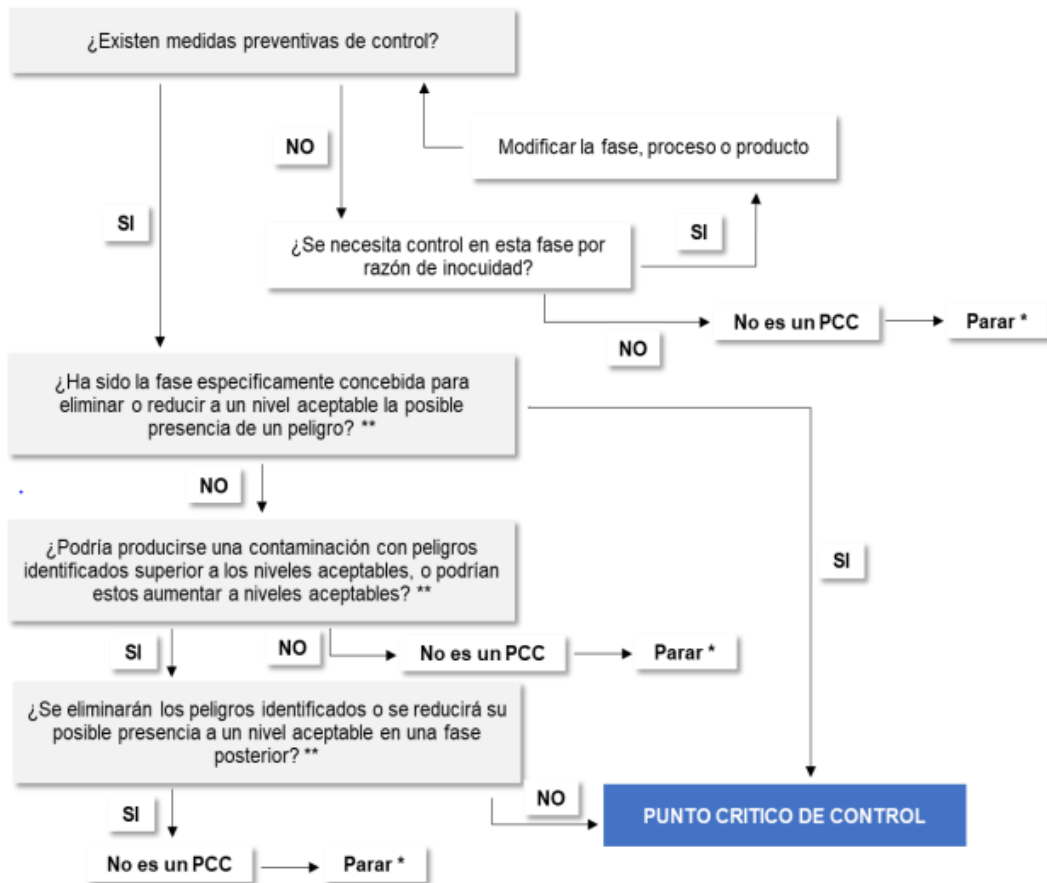 ¿Existen medidas preventivas de control?
NO
Modificar la fase, proceso o producto
SI
¿Se necesita control en esta fase por
razón de inocuidad?
SI
NO
No es un PCC
Parar *
¿Ha sido la fase especificamente concebida para
eliminar o reducir a un nivel aceptable la posible
presencia de un peligro? **
NO
SI
¿Podría producirse una contaminación con peligros
identificados superior a los niveles aceptables, o podrían
estos aumentar a niveles aceptables? **
SI
NO
No es un PCC
Parar *
¿Se eliminarán los peligros identificados o se reducirá su
posible presencia a un nivel aceptable en una fase
posterior? **
SI
NO
PUNTO CRITICO DE CONTROL
No es un PCC
Parar *